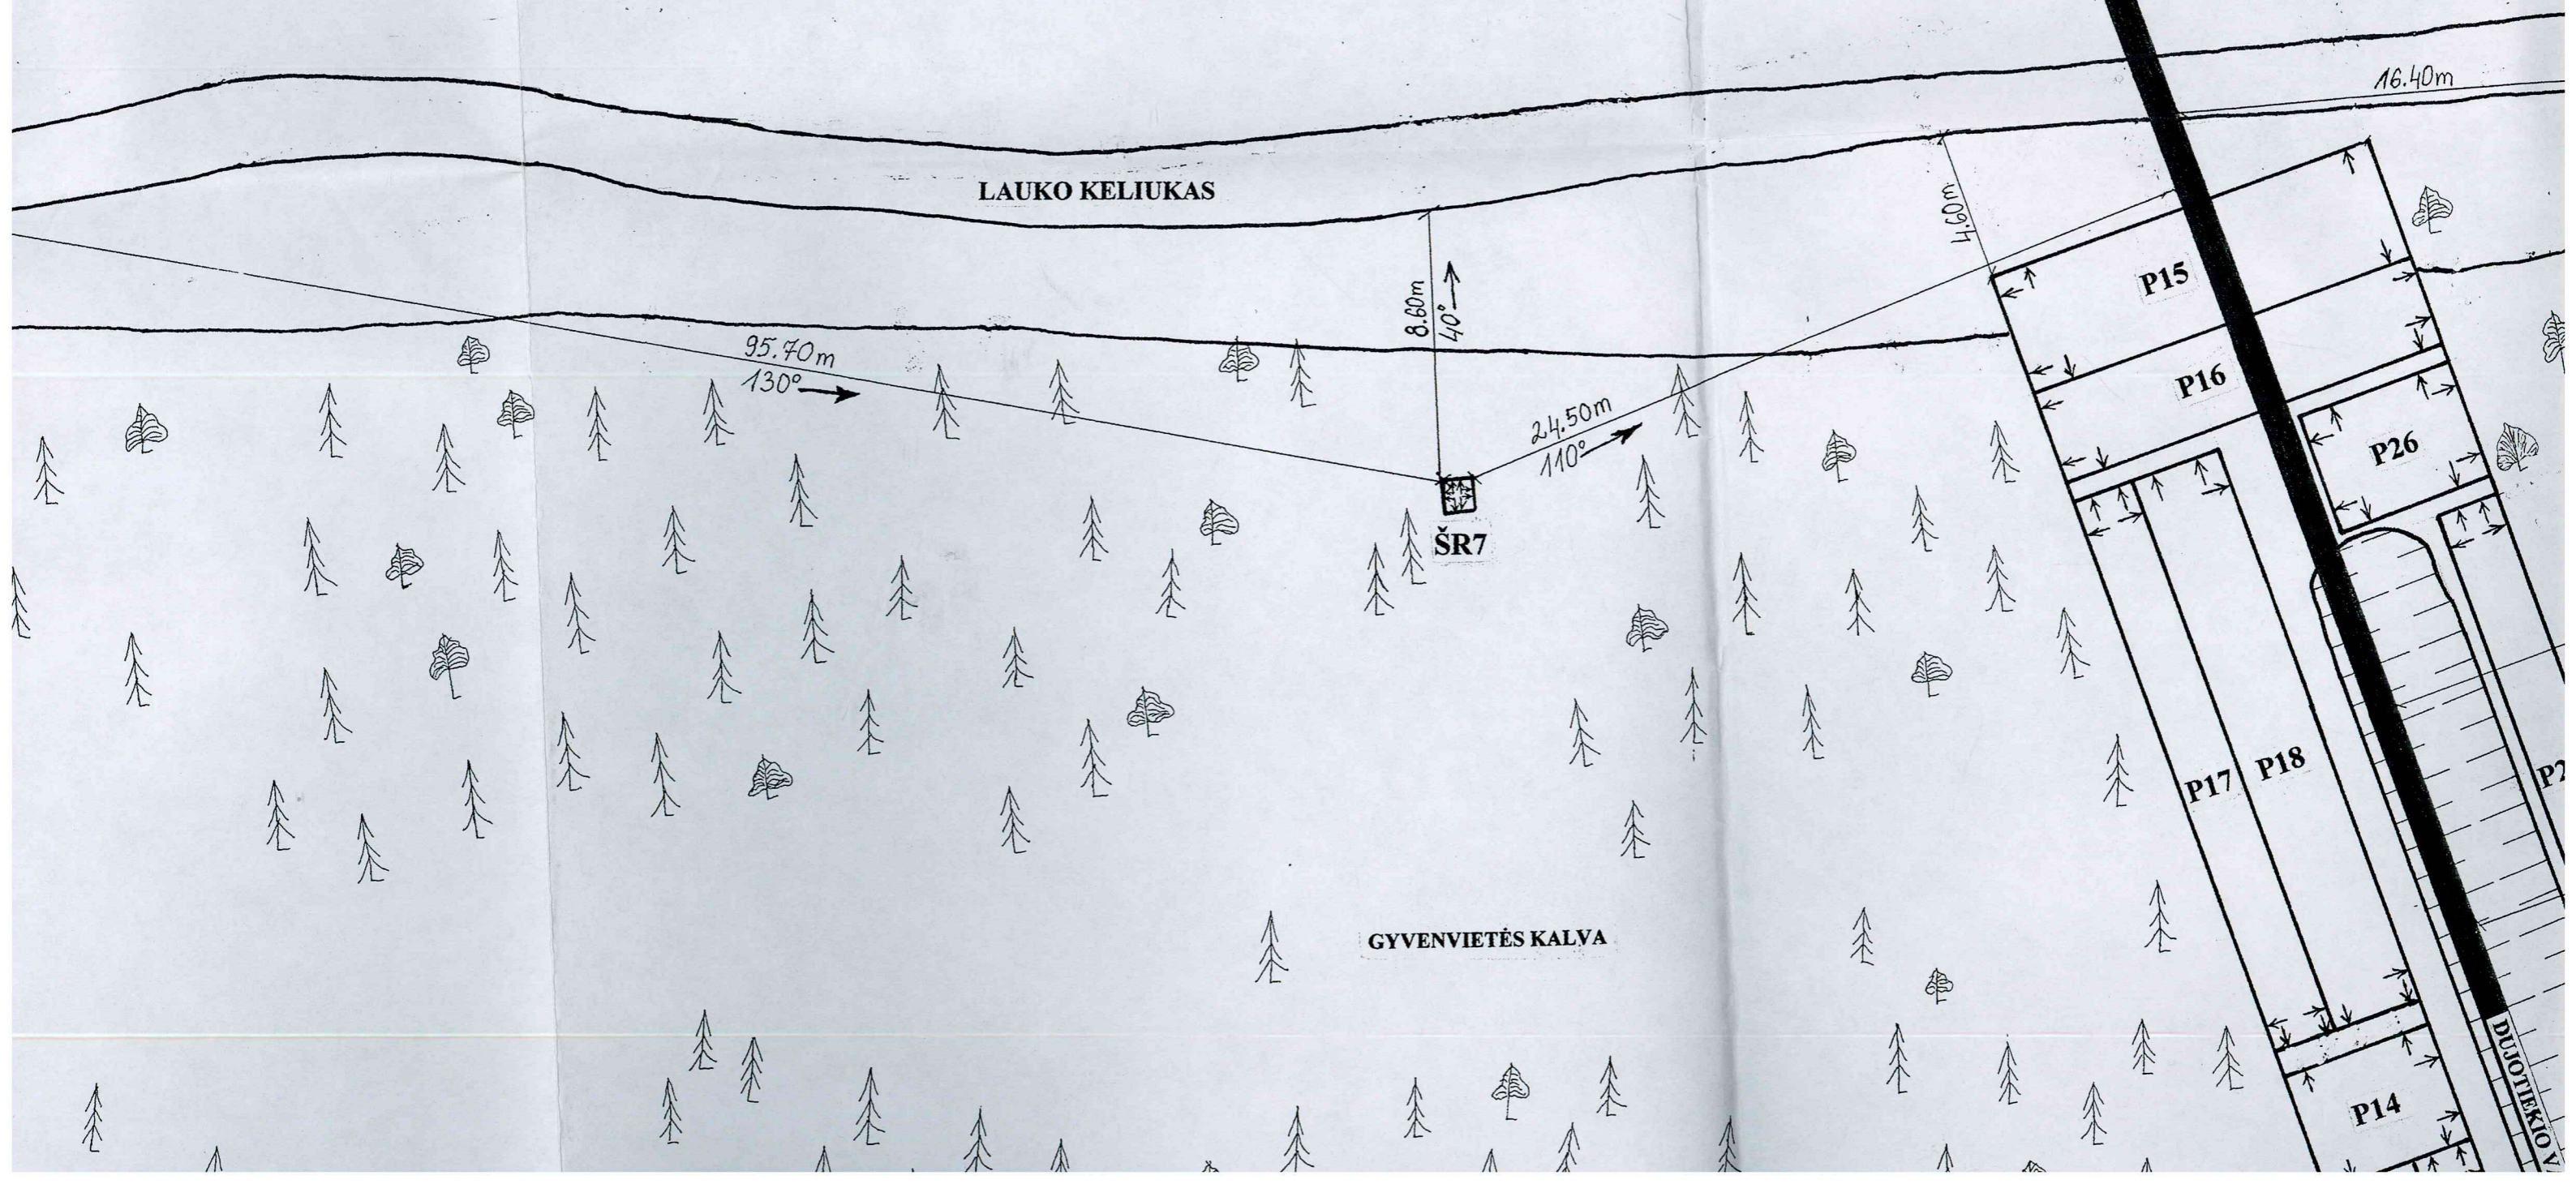 16.40m
LAUKO KELIUKAS
4.60m
P15
8.60m
40°
95.70m
130°
P16
24.50m
110°
P26
ŠR7
P17
P18
P2
GYVENVIETĖS KALVA
DUJOTIEKIO V
P14